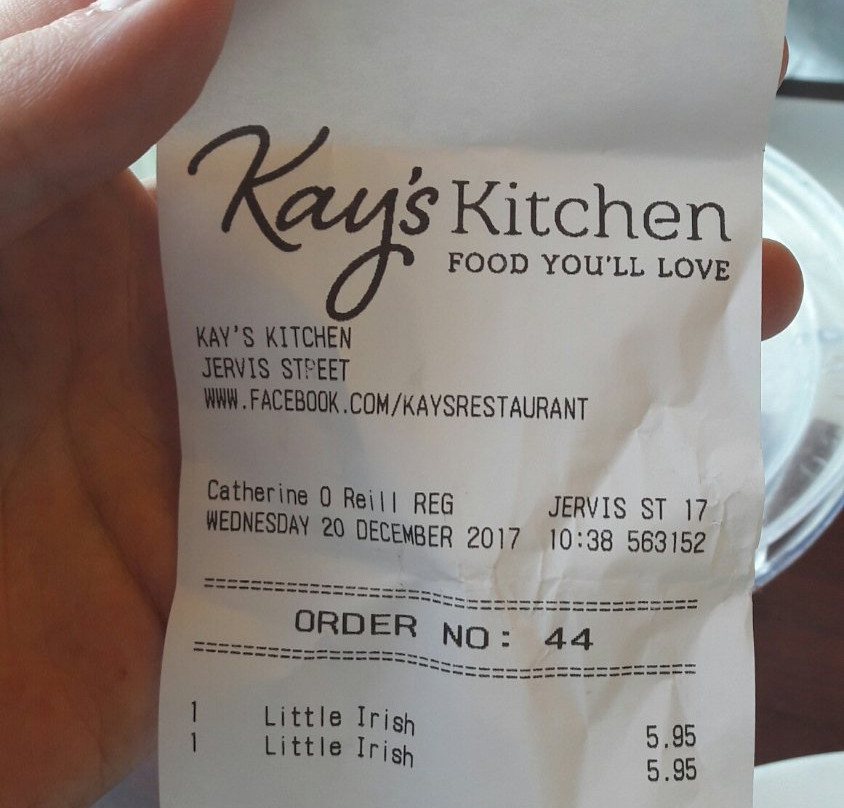 Kay's Kitchen
FOOD YOU'LL LOVE
KAY'S KITCHEN
JERVIS STREET
WWW.FACEBOOK.COM/KAYSRESTAURANT
Catherine O Reill REG JERVIS ST 17
WEDNESDAY 20 DECEMBER 2017 10:38 563152
==========================================
ORDER NO: 44
==========================================
1 Little Irish 5.95
1 Little Irish 5.95